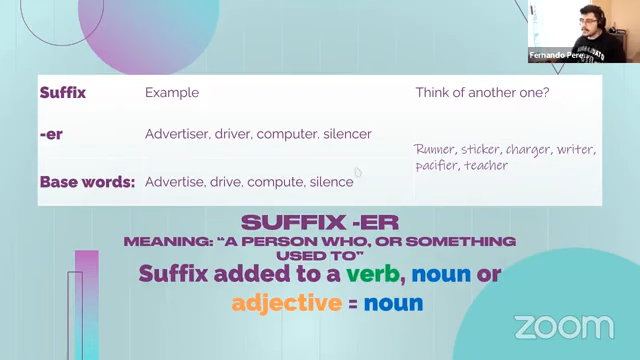 Fernando Pere
Suffix Example Think of another one?
-er Advertiser, driver, computer. silencer
Runner, sticker, charger, writer,
pacifier, teacher
Base words: Advertise, drive, compute, silence
SUFFIX -ER
MEANING: “A PERSON WHO, OR SOMETHING
USED TO”
Suffix added to a verb, noun or
adjective = noun
zoom